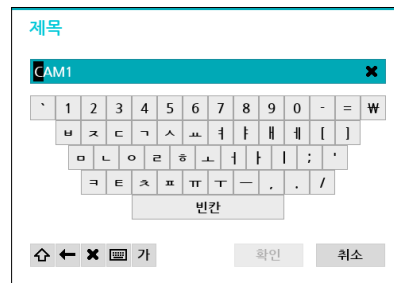 제목
CAM1
` 1 2 3 4 5 6 7 8 9 0 - = ₩
ㅂ ㅈ ㄷ ㄱ ㅅ ㅛ ㅕ ㅑ ㅐ ㅔ [ ]
ㅁ ㄴ ㅇ ㄹ ㅎ ㅗ ㅓ ㅏ ㅣ ; '
ㅋ ㅌ ㅊ ㅍ ㅠ ㅜ ㅡ , . /
빈칸
가 확인 취소